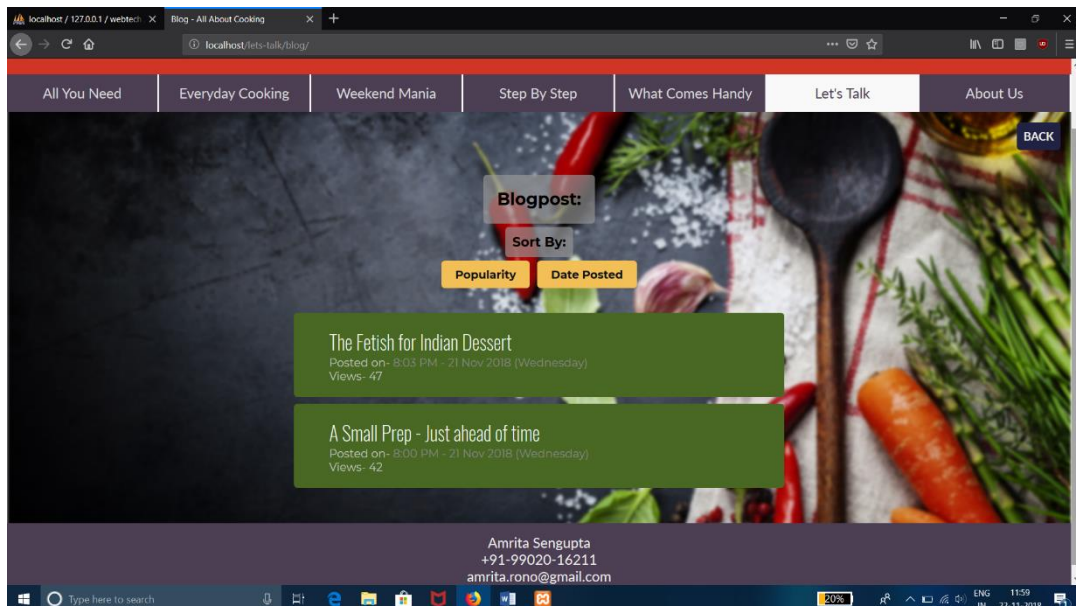 localhost / 127.0.0.1 / webtech
Blog - All About Cooking
localhost/lets-talk/blog/
All You Need
Everyday Cooking
Weekend Mania
Step By Step
What Comes Handy
Let's Talk
About Us
BACK
Blogpost:
Sort By:
Popularity
Date Posted
The Fetish for Indian Dessert
Posted on- 8:03 PM - 21 Nov 2018 (Wednesday)
Views- 47
A Small Prep - Just ahead of time
Posted on- 8:00 PM - 21 Nov 2018 (Wednesday)
Views- 42
Amrita Sengupta
+91-99020-16211
amrita.rono@gmail.com
Type here to search
20%
ENG
IN
11:59
22-11-2018